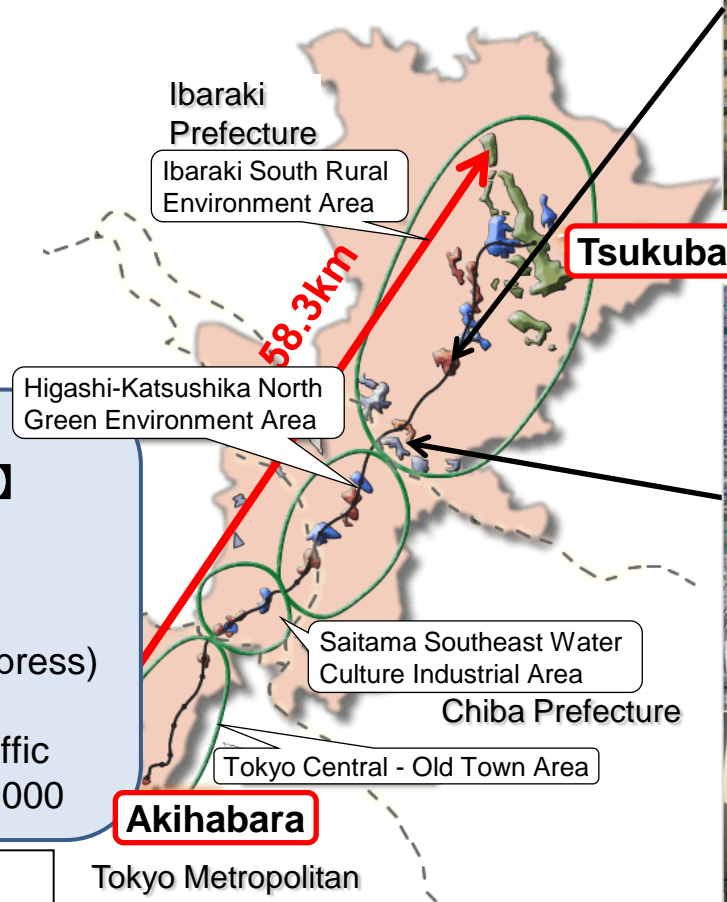 Ibaraki
Prefecture
Ibaraki South Rural
Environment Area
Tsukuba
58.3km
Higashi-Katsushika North
Green Environment Area
】
press)
ffic
000
Saitama Southeast Water
Culture Industrial Area
Chiba Prefecture
Tokyo Central - Old Town Area
Akihabara
Tokyo Metropolitan